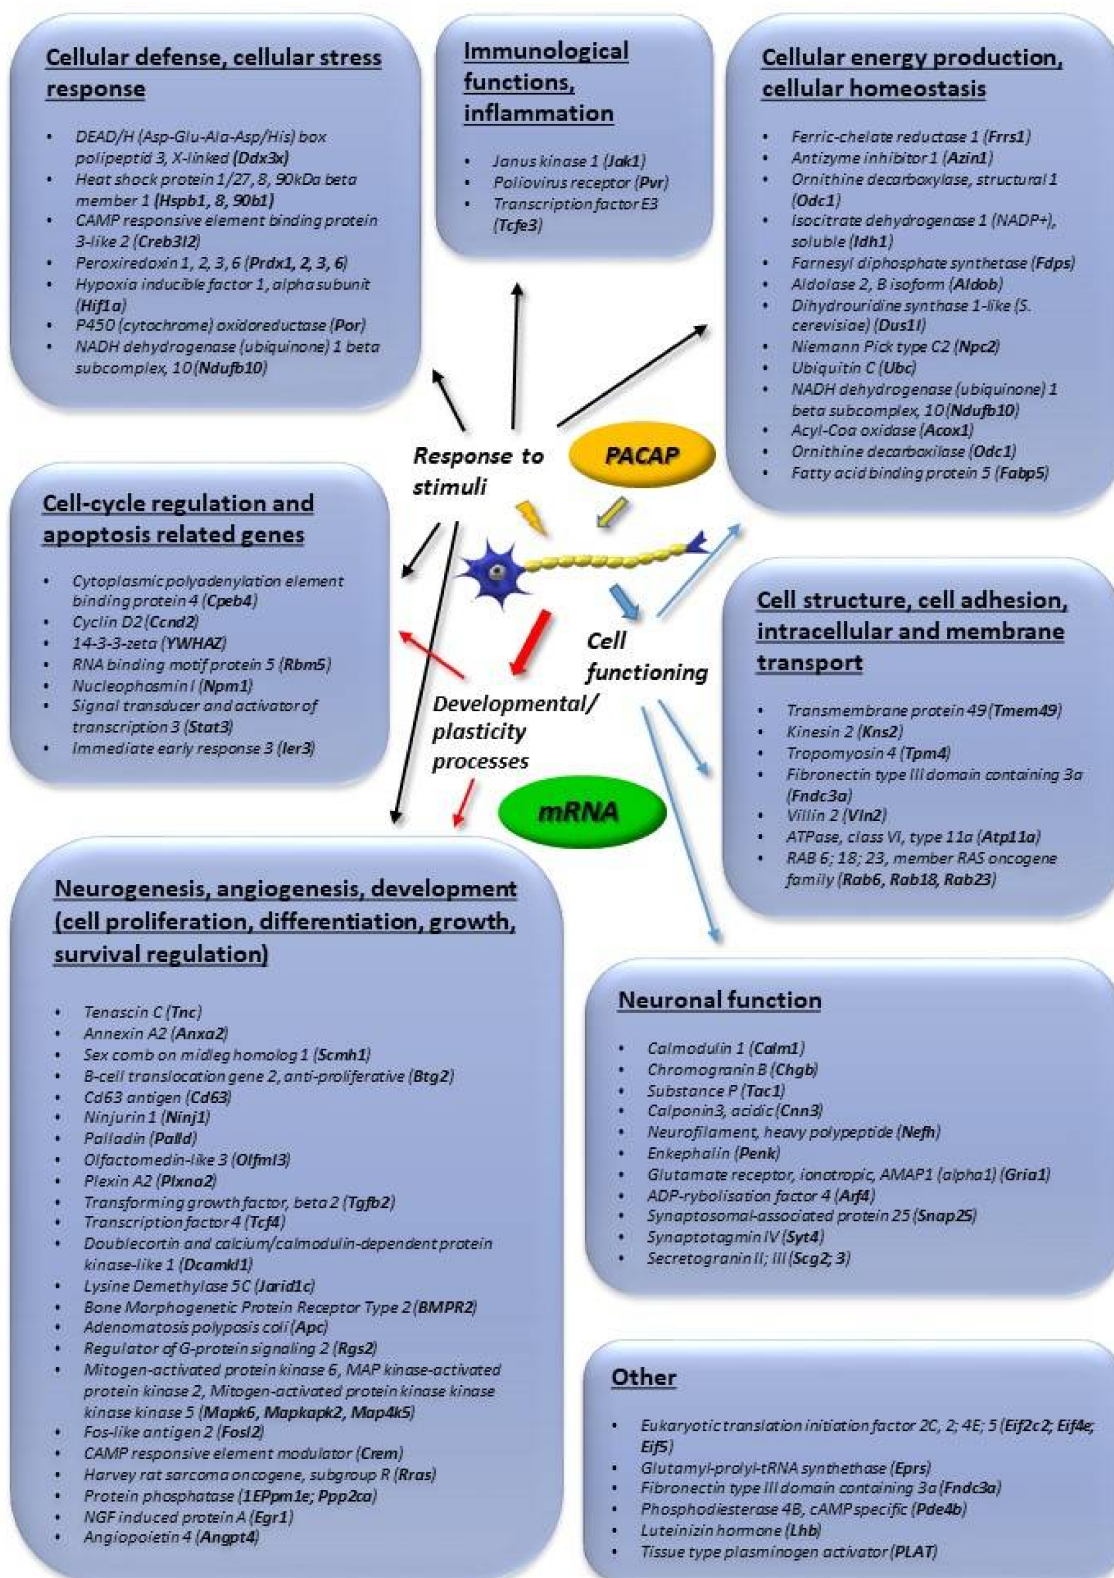 Cellular defense, cellular stress
response
• DEAD/H (Asp-Glu-Ala-Asp/His) box
polipeptid 3, X-linked (Ddx3x)
• Heat shock protein 1/27, 8, 90kDa beta
member 1 (Hspb1, 8, 90b1)
• CAMP responsive element binding protein
3-like 2 (Creb3l2)
• Peroxiredoxin 1, 2, 3, 6 (Prdx1, 2, 3, 6)
• Hypoxia inducible factor 1, alpha subunit
(Hif1a)
• P450 (cytochrome) oxidoreductase (Por)
• NADH dehydrogenase (ubiquinone) 1 beta
subcomplex, 10 (Ndufb10)
Immunological
functions,
inflammation
• Janus kinase 1 (Jak1)
• Poliovirus receptor (Pvr)
• Transcription factor E3
(Tcfe3)
Cellular energy production,
cellular homeostasis
• Ferric-chelate reductase 1 (Frrs1)
• Antizyme inhibitor 1 (Azin1)
• Ornithine decarboxylase, structural 1
(Odc1)
• Isocitrate dehydrogenase 1 (NADP+),
soluble (Idh1)
• Farnesyl diphosphate synthetase (Fdps)
• Aldolase 2, B isoform (Aldob)
• Dihydrouridine synthase 1-like (S.
cerevisiae) (Dus1l)
• Niemann Pick type C2 (Npc2)
• Ubiquitin C (Ubc)
• NADH dehydrogenase (ubiquinone) 1
beta subcomplex, 10 (Ndufb10)
• Acyl-Coa oxidase (Acox1)
• Ornithine decarboxilase (Odc1)
• Fatty acid binding protein 5 (Fabp5)
Response to
stimuli
PACAP
Cell-cycle regulation and
apoptosis related genes
• Cytoplasmic polyadenylation element
binding protein 4 (Cpeb4)
• Cyclin D2 (Ccnd2)
• 14-3-3-zeta (YWHAZ)
• RNA binding motif protein 5 (Rbm5)
• Nucleophosmin I (Npm1)
• Signal transducer and activator of
transcription 3 (Stat3)
• Immediate early response 3 (Ier3)
Cell
functioning
Developmental/
plasticity
processes
mRNA
Cell structure, cell adhesion,
intracellular and membrane
transport
• Transmembrane protein 49 (Tmem49)
• Kinesin 2 (Kns2)
• Tropomyosin 4 (Tpm4)
• Fibronectin type III domain containing 3a
(Fndc3a)
• Villin 2 (Vln2)
• ATPase, class VI, type 11a (Atp11a)
• RAB 6; 18; 23, member RAS oncogene
family (Rab6, Rab18, Rab23)
Neurogenesis, angiogenesis, development
(cell proliferation, differentiation, growth,
survival regulation)
• Tenascin C (Tnc)
• Annexin A2 (Anxa2)
• Sex comb on midleg homolog 1 (Scmh1)
• B-cell translocation gene 2, anti-proliferative (Btg2)
• Cd63 antigen (Cd63)
• Ninjurin 1 (Ninj1)
• Palladin (Palld)
• Olfactomedin-like 3 (Olfml3)
• Plexin A2 (Plxna2)
• Transforming growth factor, beta 2 (Tgfb2)
• Transcription factor 4 (Tcf4)
• Doublecortin and calcium/calmodulin-dependent protein
kinase-like 1 (Dcamkl1)
• Lysine Demethylase 5C (Jarid1c)
• Bone Morphogenetic Protein Receptor Type 2 (BMPR2)
• Adenomatosis polyposis coli (Apc)
• Regulator of G-protein signaling 2 (Rgs2)
• Mitogen-activated protein kinase 6, MAP kinase-activated
protein kinase 2, Mitogen-activated protein kinase kinase
kinase kinase 5 (Mapk6, Mapkapk2, Map4k5)
• Fos-like antigen 2 (Fosl2)
• CAMP responsive element modulator (Crem)
• Harvey rat sarcoma oncogene, subgroup R (Rras)
• Protein phosphatase (1EPpm1e; Ppp2ca)
• NGF induced protein A (Egr1)
• Angiopoietin 4 (Angpt4)
Neuronal function
• Calmodulin 1 (Calm1)
• Chromogranin B (Chgb)
• Substance P (Tac1)
• Calponin3, acidic (Cnn3)
• Neurofilament, heavy polypeptide (Nefh)
• Enkephalin (Penk)
• Glutamate receptor, ionotropic, AMAP1 (alpha1) (Gria1)
• ADP-rybolisation factor 4 (Arf4)
• Synaptosomal-associated protein 25 (Snap25)
• Synaptotagmin IV (Syt4)
• Secretogranin II; III (Scg2; 3)
Other
• Eukaryotic translation initiation factor 2C, 2; 4E; 5 (Eif2c2; Eif4e;
Eif5)
• Glutamyl-prolyl-tRNA synthethase (Eprs)
• Fibronectin type III domain containing 3a (Fndc3a)
• Phosphodiesterase 4B, cAMP specific (Pde4b)
• Luteinizin hormone (Lhb)
• Tissue type plasminogen activator (PLAT)